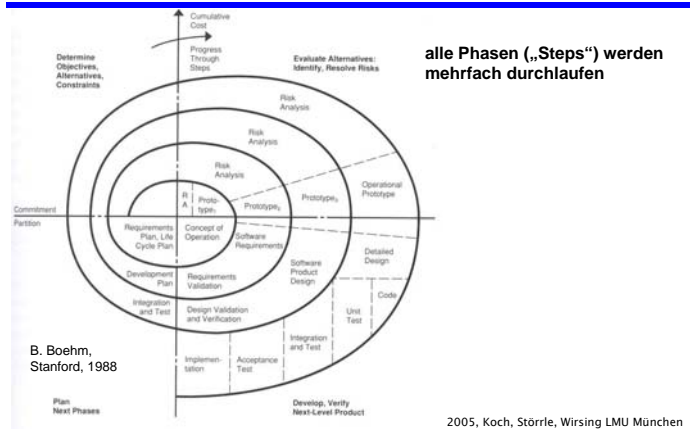 Cumulative
Cost
Progress
Through
Steps
Determine
Objectives,
Alternatives,
Constraints
Evaluate Alternatives:
Identify, Resolve Risks
alle Phasen („Steps“) werden
mehrfach durchlaufen
Risk
Analysis
Risk
Analysis
Risk
Analysis
R
A
Proto-
type₁
Prototype₂
Prototype₃
Operational
Prototype
Commitment
Partition
Requirements
Plan, Life
Cycle Plan
Concept of
Operation
Software
Requirements
Software
Product
Design
Detailed
Design
Development
Plan
Requirements
Validation
Integration
and Test
Design Validation
and Verification
Code
Unit
Test
Integration
and Test
Acceptance
Test
Implemen-
tation
B. Boehm,
Stanford, 1988
Plan
Next Phases
Develop, Verify
Next-Level Product
2005, Koch, Störrle, Wirsing LMU München